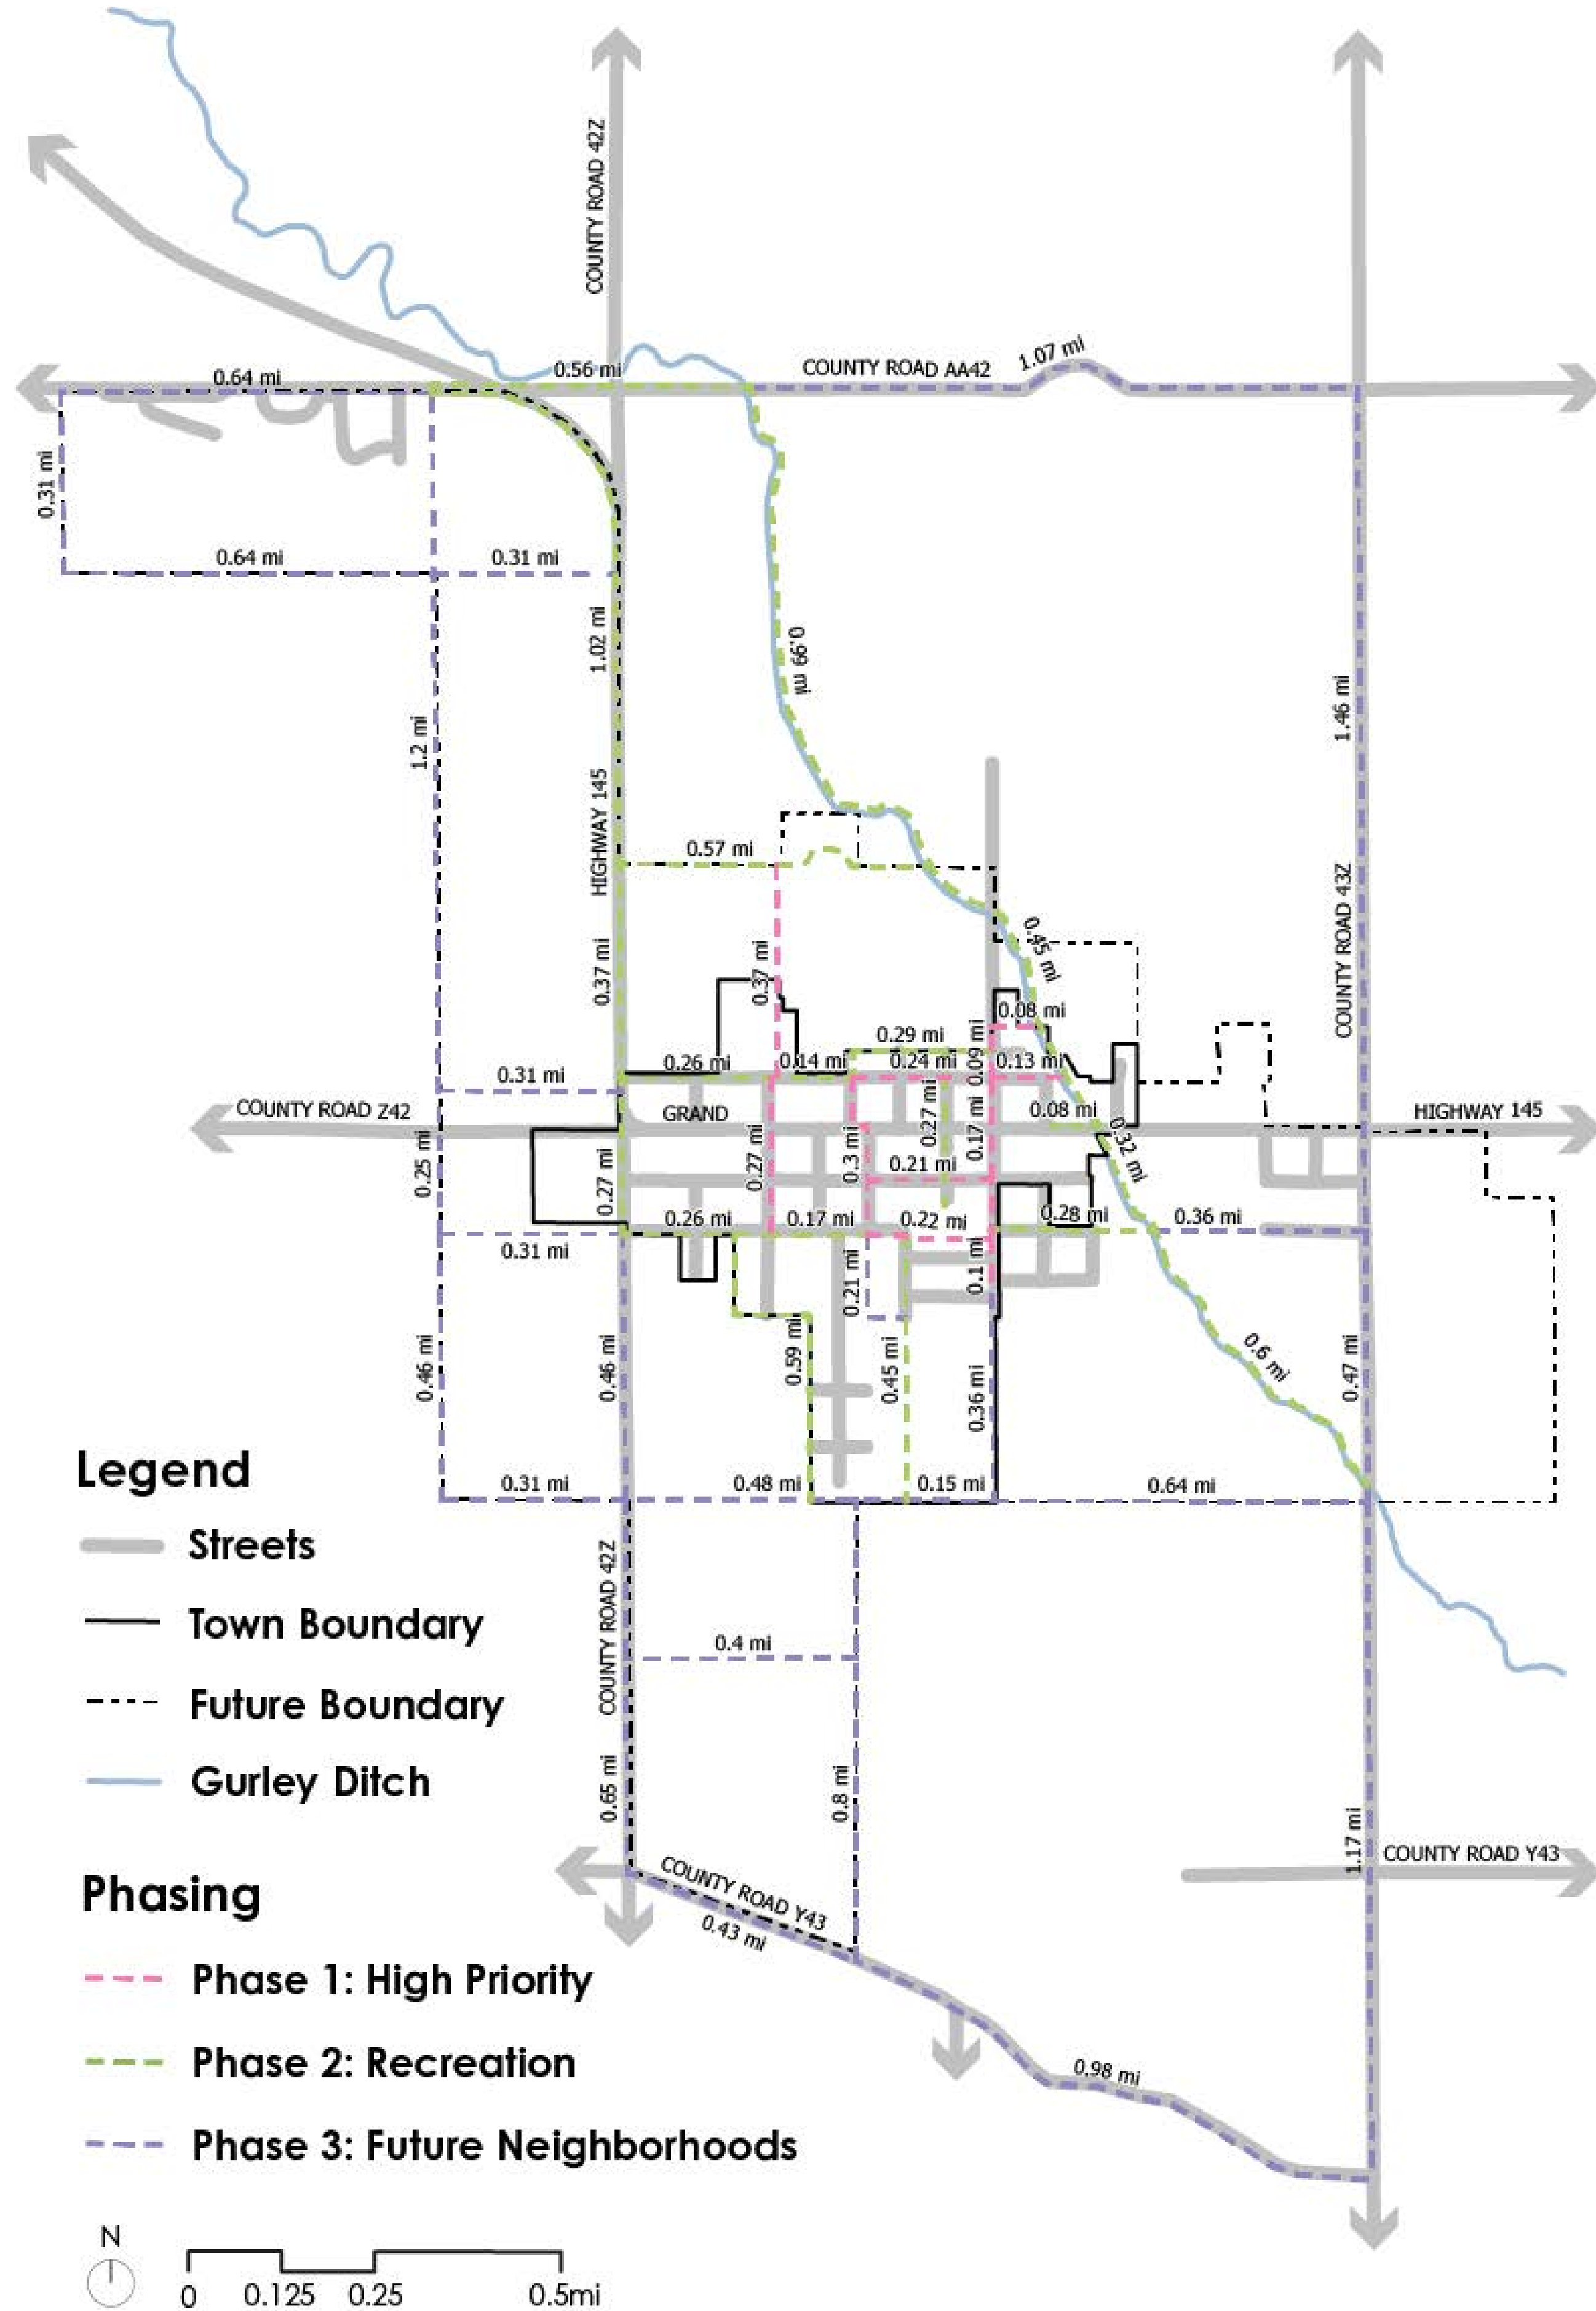 COUNTY ROAD 42Z
0.64 mi
0.56 mi
COUNTY ROAD AA42
1.07 mi
0.31 mi
0.64 mi
0.31 mi
1.02 mi
0.99 mi
1.2 mi
1.46 mi
HIGHWAY 145
0.57 mi
COUNTY ROAD 43Z
0.37 mi
0.37 mi
0.45 mi
0.08 mi
0.29 mi
0.09 mi
0.26 mi
0.14 mi
0.24 mi
0.13 mi
0.31 mi
COUNTY ROAD Z42
GRAND
0.27 mi
0.17 mi
0.08 mi
HIGHWAY 145
0.25 mi
0.27 mi
0.27 mi
0.3 mi
0.21 mi
0.32 mi
0.26 mi
0.17 mi
0.22 mi
0.28 mi
0.36 mi
0.31 mi
0.21 mi
0.1 mi
0.46 mi
0.46 mi
0.59 mi
0.45 mi
0.36 mi
0.6 mi
0.47 mi
0.31 mi
0.48 mi
0.15 mi
0.64 mi
Legend
Streets
Town Boundary
Future Boundary
Gurley Ditch
COUNTY ROAD 42Z
0.4 mi
0.65 mi
0.8 mi
1.17 mi
COUNTY ROAD Y43
COUNTY ROAD Y43
0.43 mi
0.98 mi
Phasing
Phase 1: High Priority
Phase 2: Recreation
Phase 3: Future Neighborhoods
N
0 0.125 0.25 0.5mi